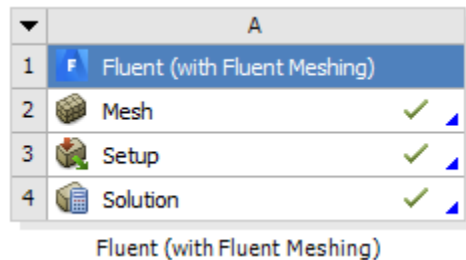 A
1 Fluent (with Fluent Meshing)
2 Mesh
3 Setup
4 Solution
Fluent (with Fluent Meshing)